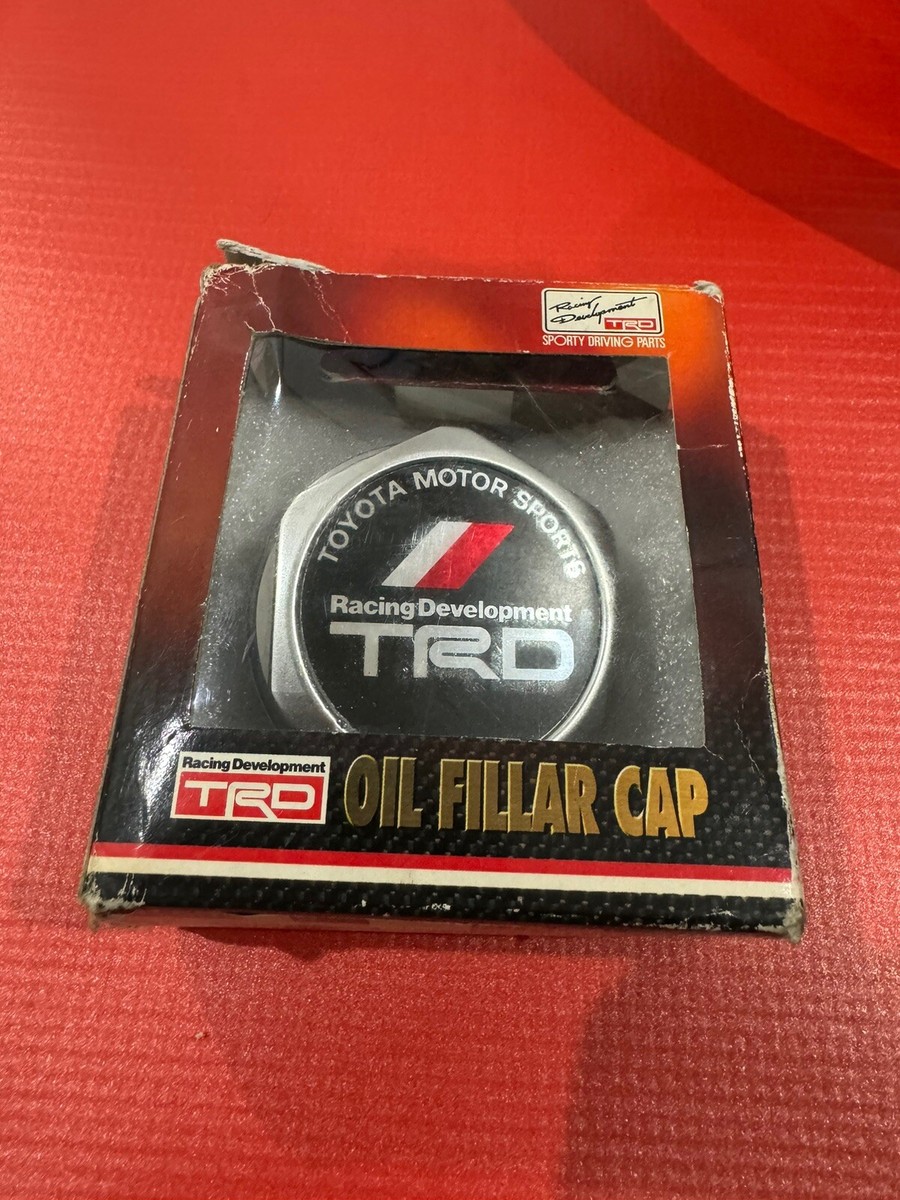 Racing
Development
TRD
SPORTY DRIVING PARTS
TOYOTA MOTOR SPORTS
Racing Development
TRD
Racing Development
TRD
OIL FILLAR CAP